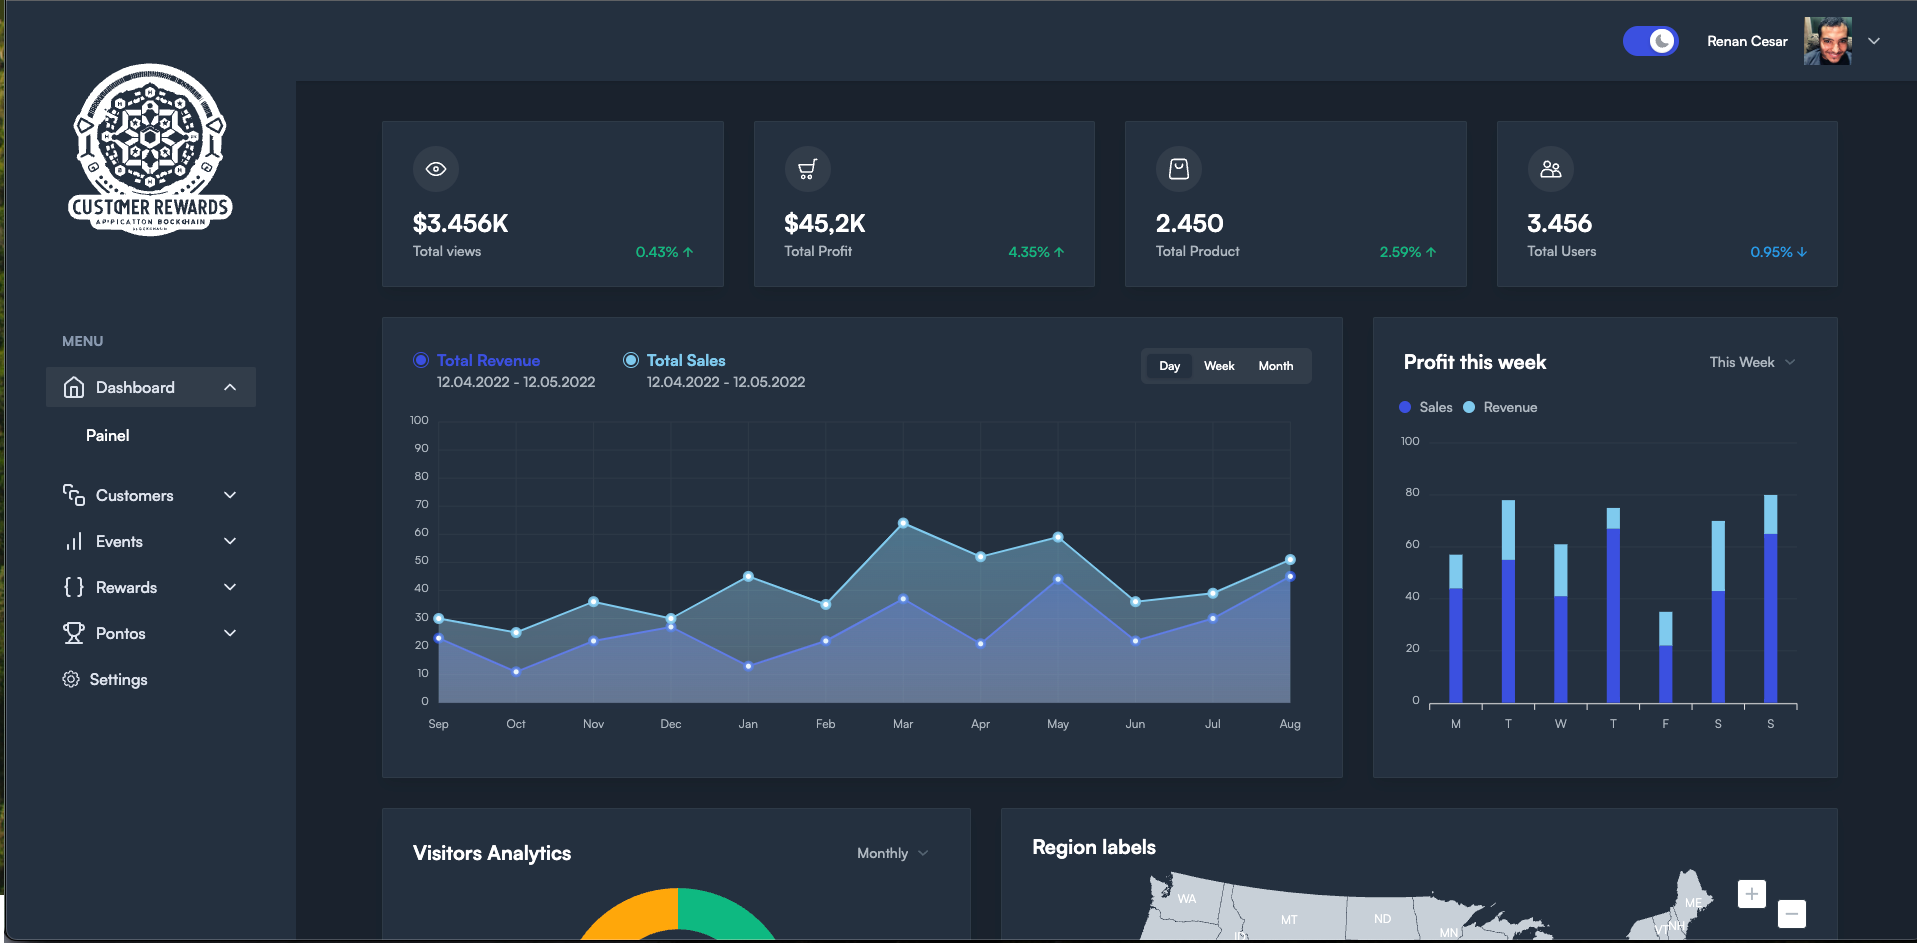 Renan Cesar
CUSTOMER REWARDS
MENU
Dashboard
Painel
Customers
Events
Rewards
Pontos
Settings
$3.456K
Total views
0.43%
$45,2K
Total Profit
4.35%
2.450
Total Product
2.59%
3.456
Total Users
0.95%
Total Revenue
12.04.2022 - 12.05.2022
Total Sales
12.04.2022 - 12.05.2022
Day Week Month
100
90
80
70
60
50
40
30
20
10
0
Sep Oct Nov Dec Jan Feb Mar Apr May Jun Jul Aug
Profit this week
This Week
Sales Revenue
100
80
60
40
20
0
M T W T F S S
Visitors Analytics
Monthly
Region labels
WA
MT
ND
MN
ME
VT
NH
ID